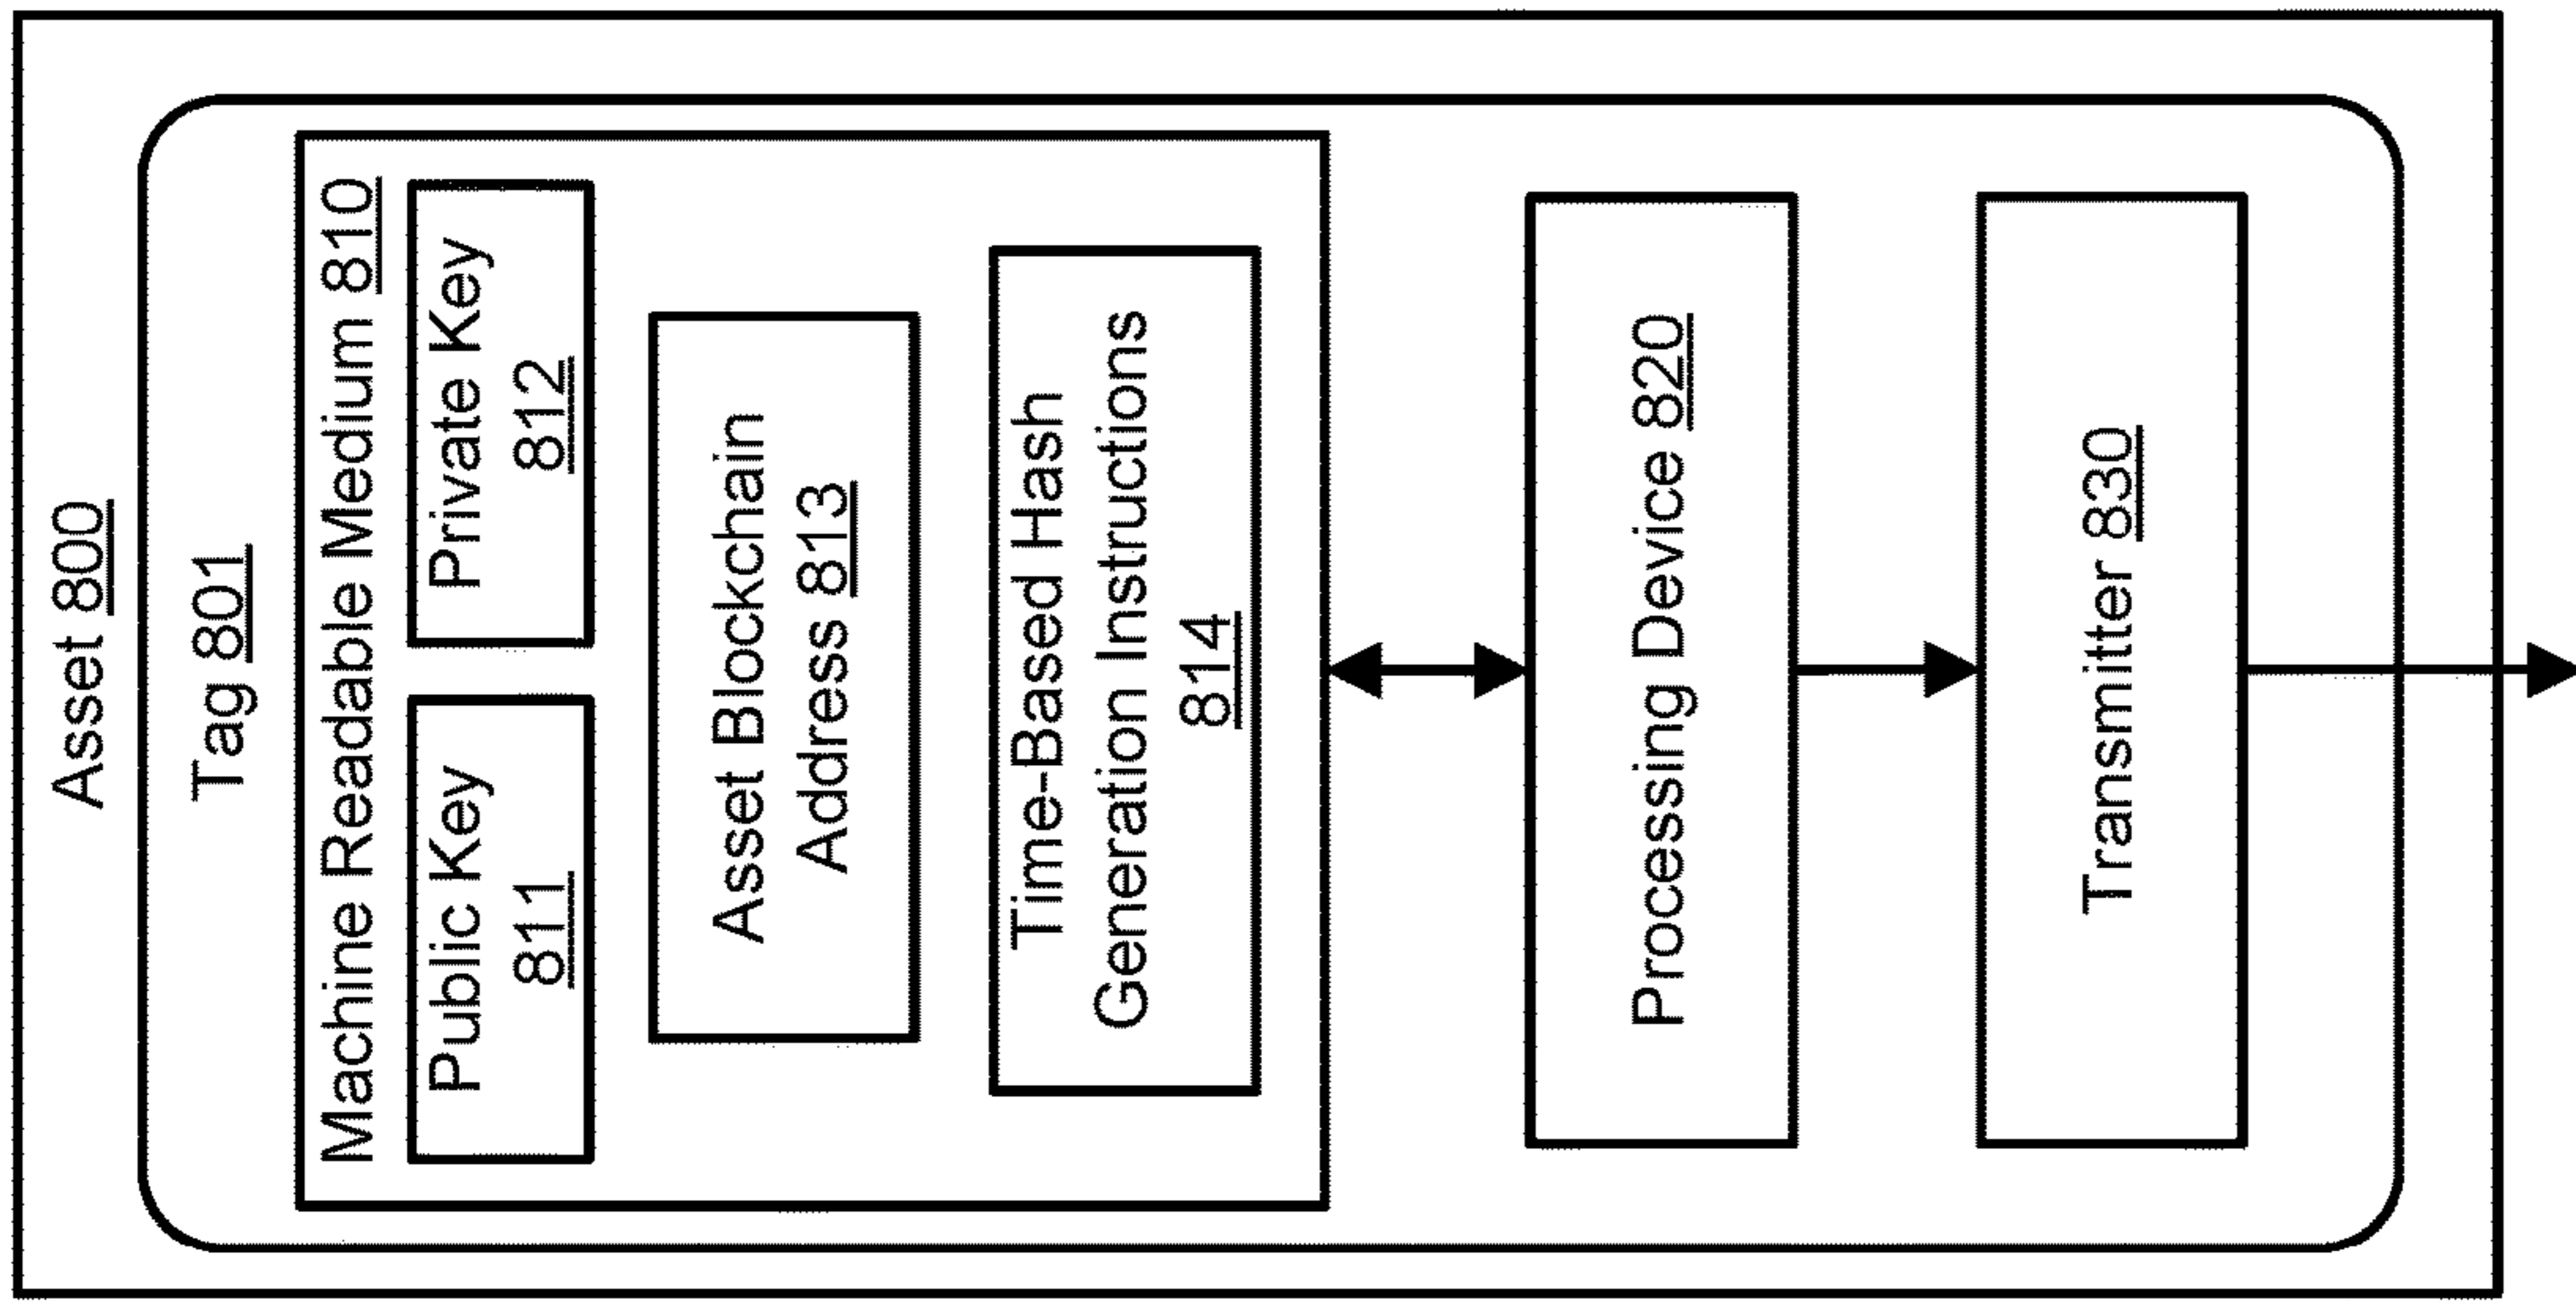 Asset 800
Tag 801
Machine Readable Medium 810
Public Key
811
Private Key
812
Asset Blockchain
Address 813
Time-Based Hash
Generation Instructions
814
Processing Device 820
Transmitter 830